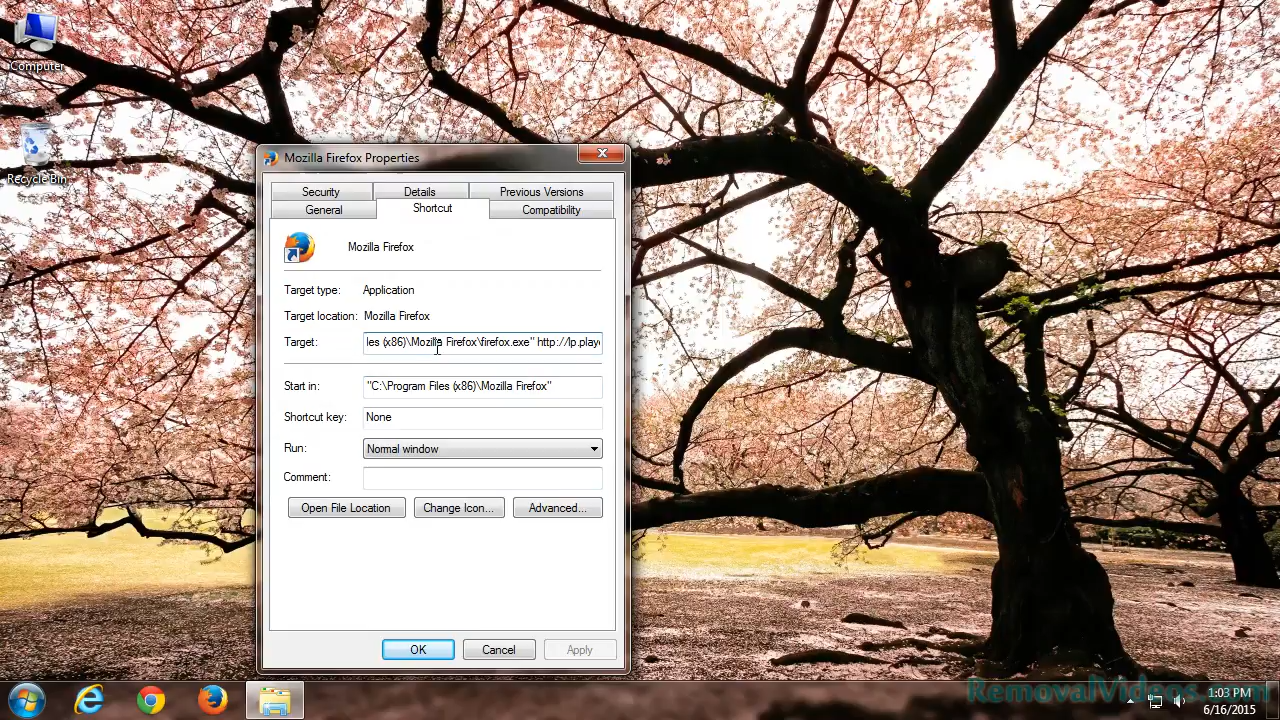 Computer
Recycle Bin
Mozilla Firefox Properties
Security
Details
Previous Versions
General
Shortcut
Compatibility
Mozilla Firefox
Target type:
Application
Target location:
Mozilla Firefox
Target:
les (x86)\Mozilla Firefox\firefox.exe" http://lp.play
Start in:
"C:\Program Files (x86)\Mozilla Firefox"
Shortcut key:
None
Run:
Normal window
Comment:
Open File Location
Change Icon...
Advanced...
OK
Cancel
Apply
RemovalVideos.com
1:03 PM
6/16/2015